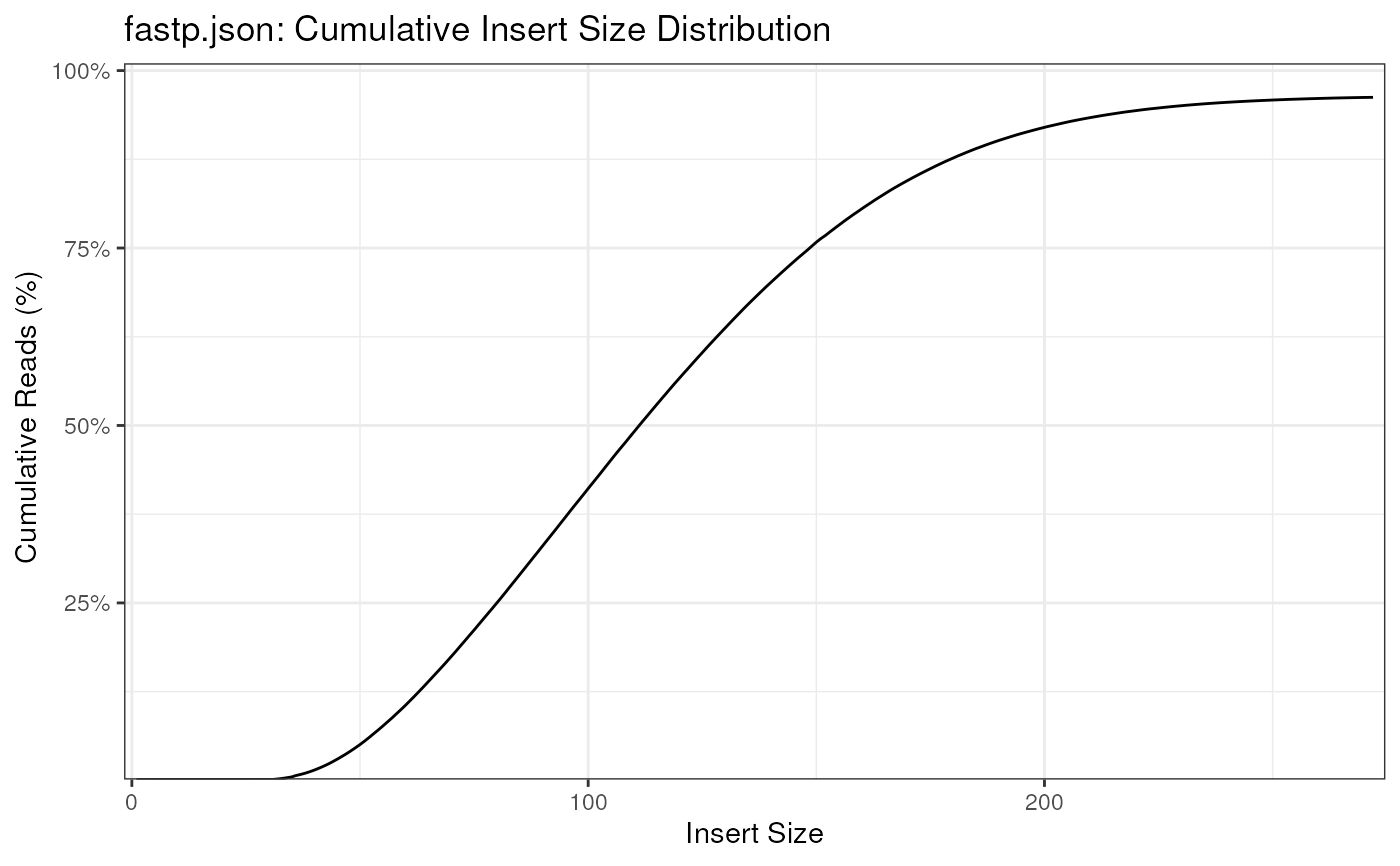 fastp.json: Cumulative Insert Size Distribution
100%
75%
50%
25%
Cumulative Reads (%)
0 100 200
Insert Size